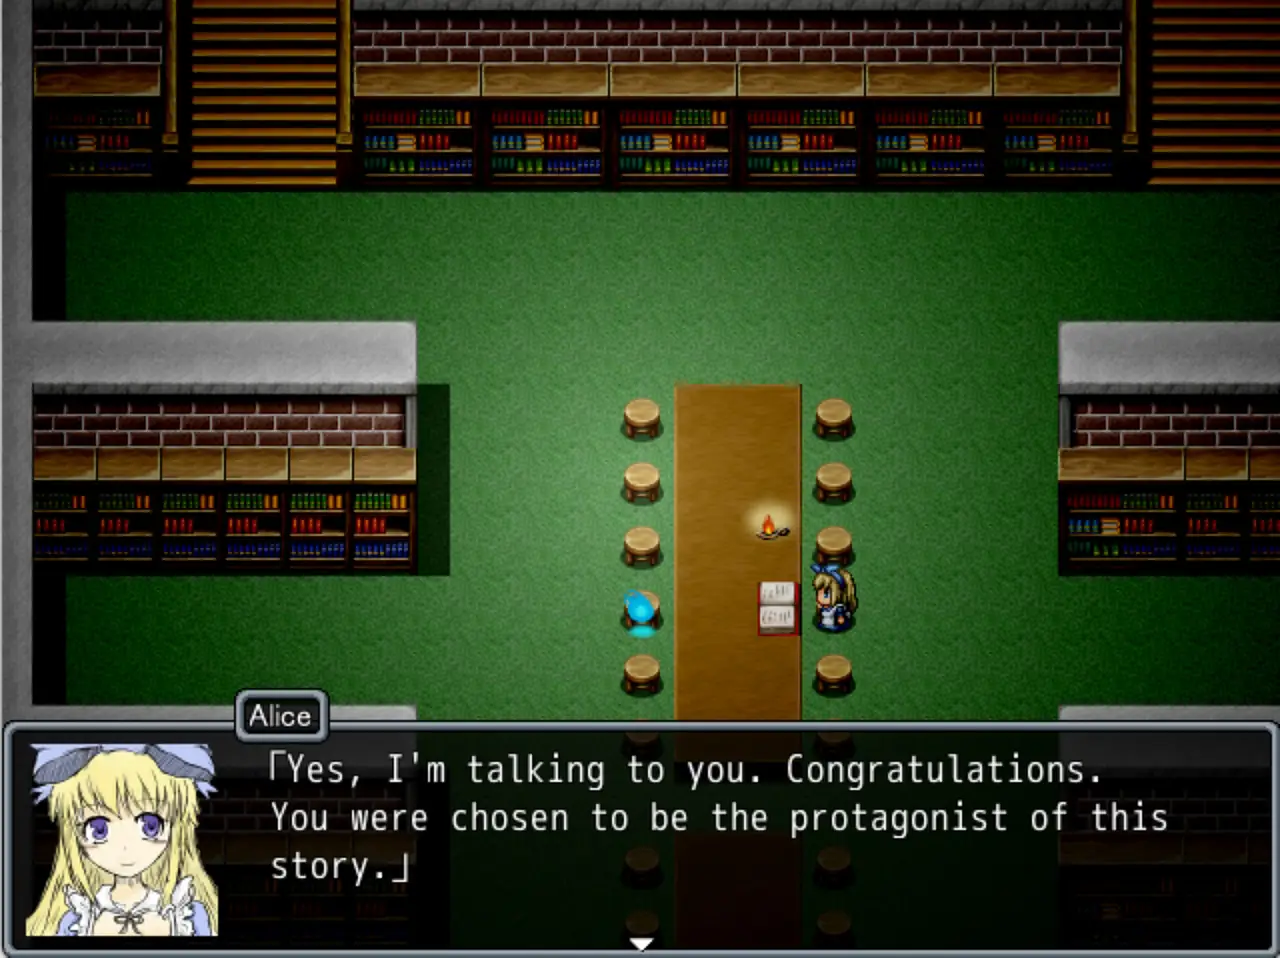 Alice
「Yes, I'm talking to you. Congratulations.
You were chosen to be the protagonist of this
story.」